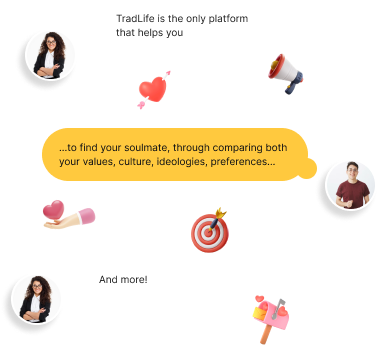 TradLife is the only platform
that helps you
...to find your soulmate, through comparing both
your values, culture, ideologies, preferences...
And more!